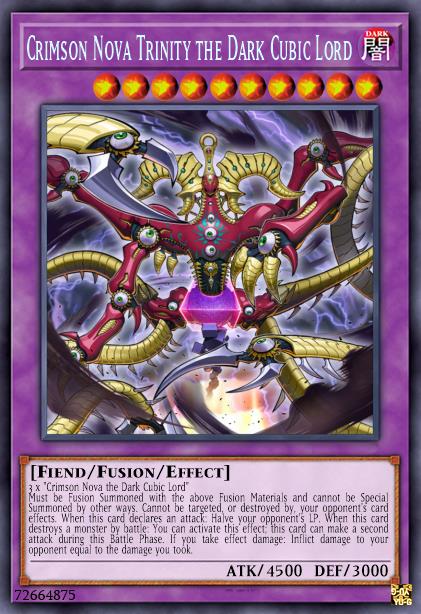 CRIMSON NOVA TRINITY THE DARK CUBIC LORD
DARK
闇
[FIEND/FUSION/EFFECT]
3 x "Crimson Nova the Dark Cubic Lord"
Must be Fusion Summoned with the above Fusion Materials and cannot be Special
Summoned by other ways. Cannot be targeted, or destroyed by, your opponent's card
effects. When this card declares an attack: Halve your opponent's LP. When this card
destroys a monster by battle: You can activate this effect; this card can make a second
attack during this Battle Phase. If you take effect damage: Inflict damage to your
opponent equal to the damage you took.
ATK/4500 DEF/3000
72664875